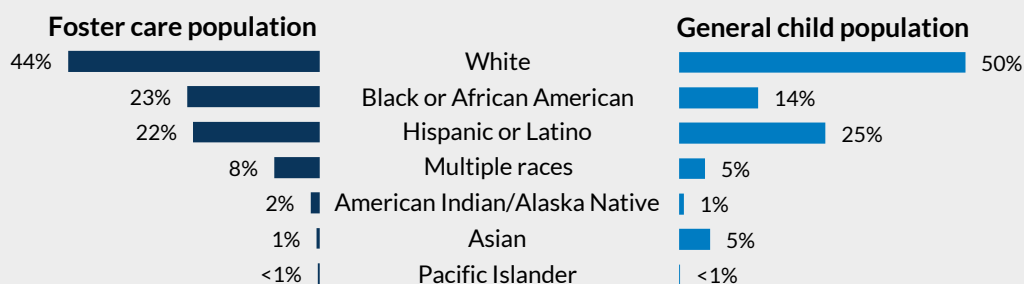 Foster care population General child population
44% White 50%
23% Black or African American 14%
22% Hispanic or Latino 25%
8% Multiple races 5%
2% American Indian/Alaska Native 1%
1% Asian 5%
<1% Pacific Islander <1%